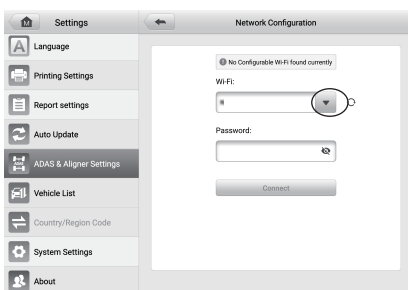 Settings
Network Configuration
Language
Printing Settings
Report settings
Auto Update
ADAS & Aligner Settings
Vehicle List
Country/Region Code
System Settings
About
No Configurable Wi-Fi found currently
Wi-Fi:
Password:
Connect